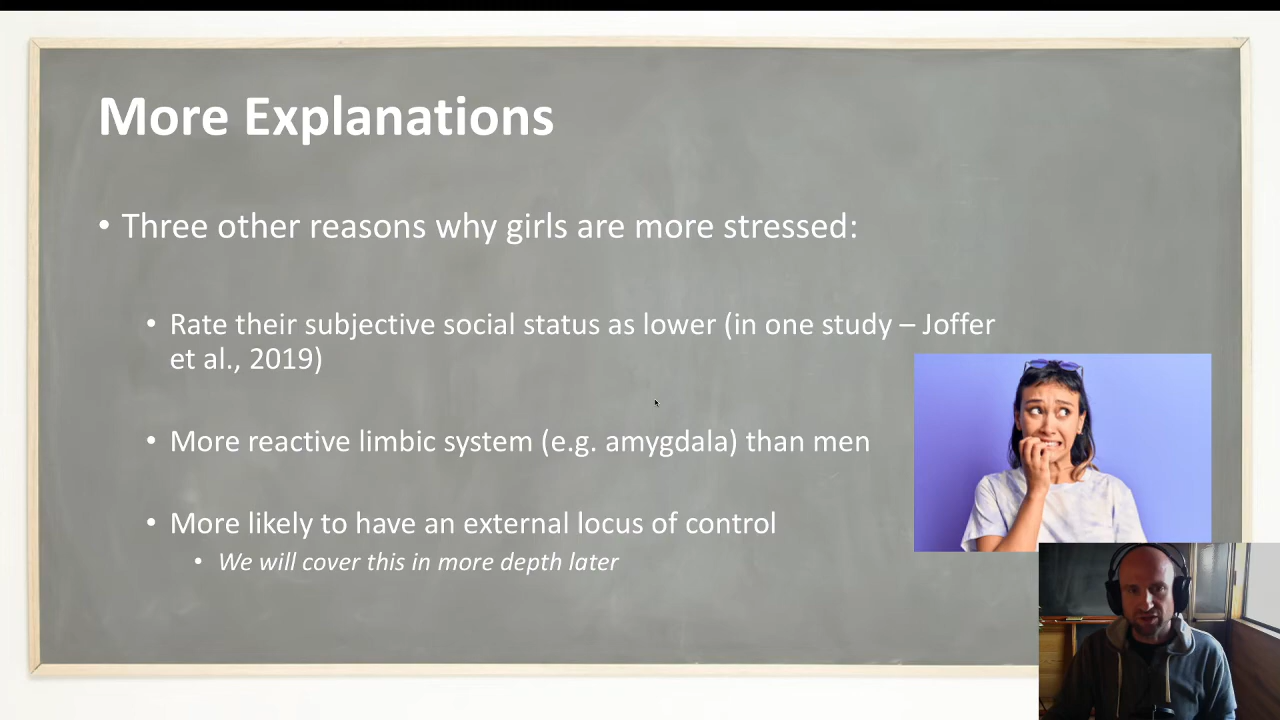 More Explanations
• Three other reasons why girls are more stressed:
• Rate their subjective social status as lower (in one study – Joffer
et al., 2019)
• More reactive limbic system (e.g. amygdala) than men
• More likely to have an external locus of control
• We will cover this in more depth later